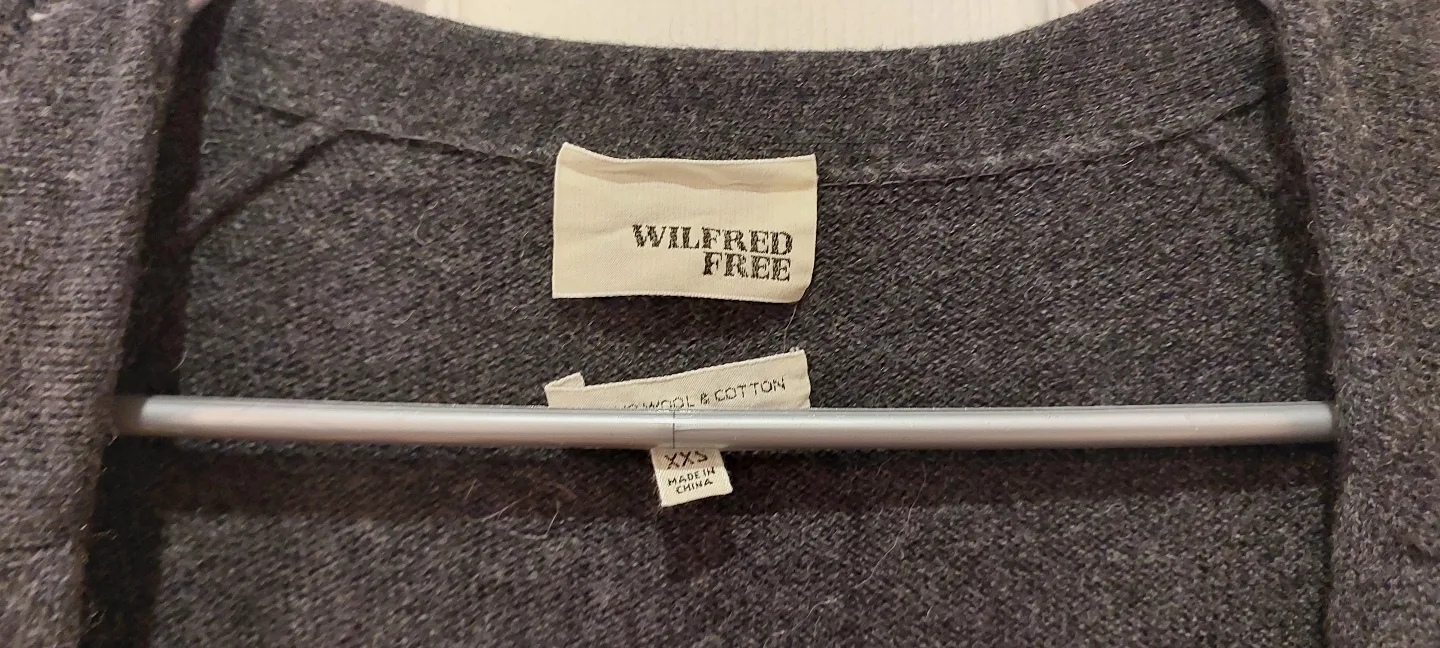 WILFRED
FREE
WOOL & COTTON
XXS
MADE IN
CHINA